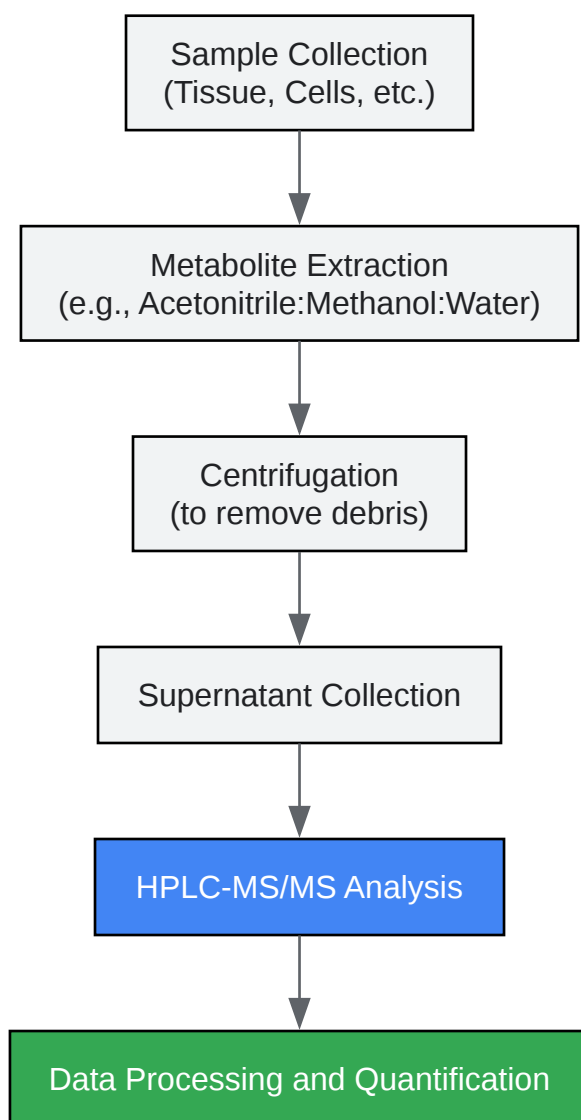 Sample Collection
(Tissue, Cells, etc.)
Metabolite Extraction
(e.g., Acetonitrile:Methanol:Water)
Centrifugation
(to remove debris)
Supernatant Collection
HPLC-MS/MS Analysis
Data Processing and Quantification